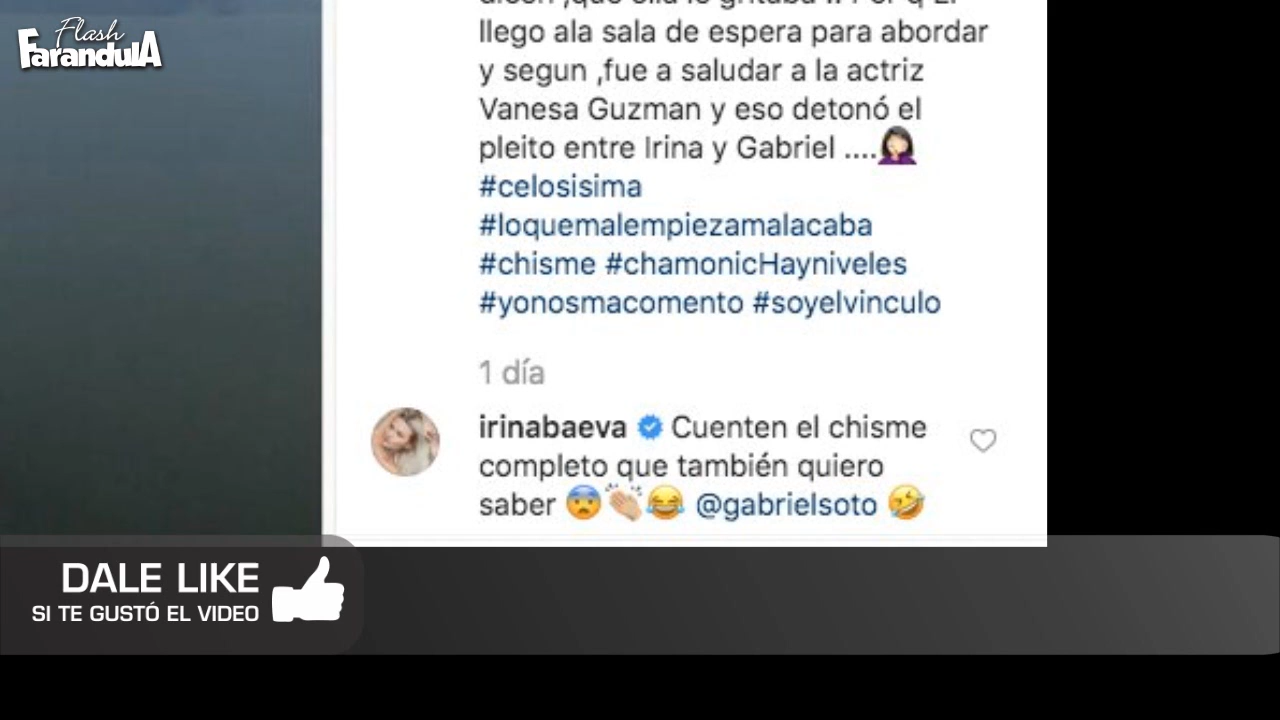 Flash
FarandulA
llego ala sala de espera para abordar
y segun ,fue a saludar a la actriz
Vanesa Guzman y eso detonó el
pleito entre Irina y Gabriel ....🤦🏻‍♀️
#celosisima
#loquemalempiezamalacaba
#chisme #chamonicHayniveles
#yonosmacomento #soyelvinculo
1 día
irinabaeva Cuenten el chisme
completo que también quiero
saber 😨👏🏼😂 @gabrielsoto 🤣
DALE LIKE
SI TE GUSTÓ EL VIDEO